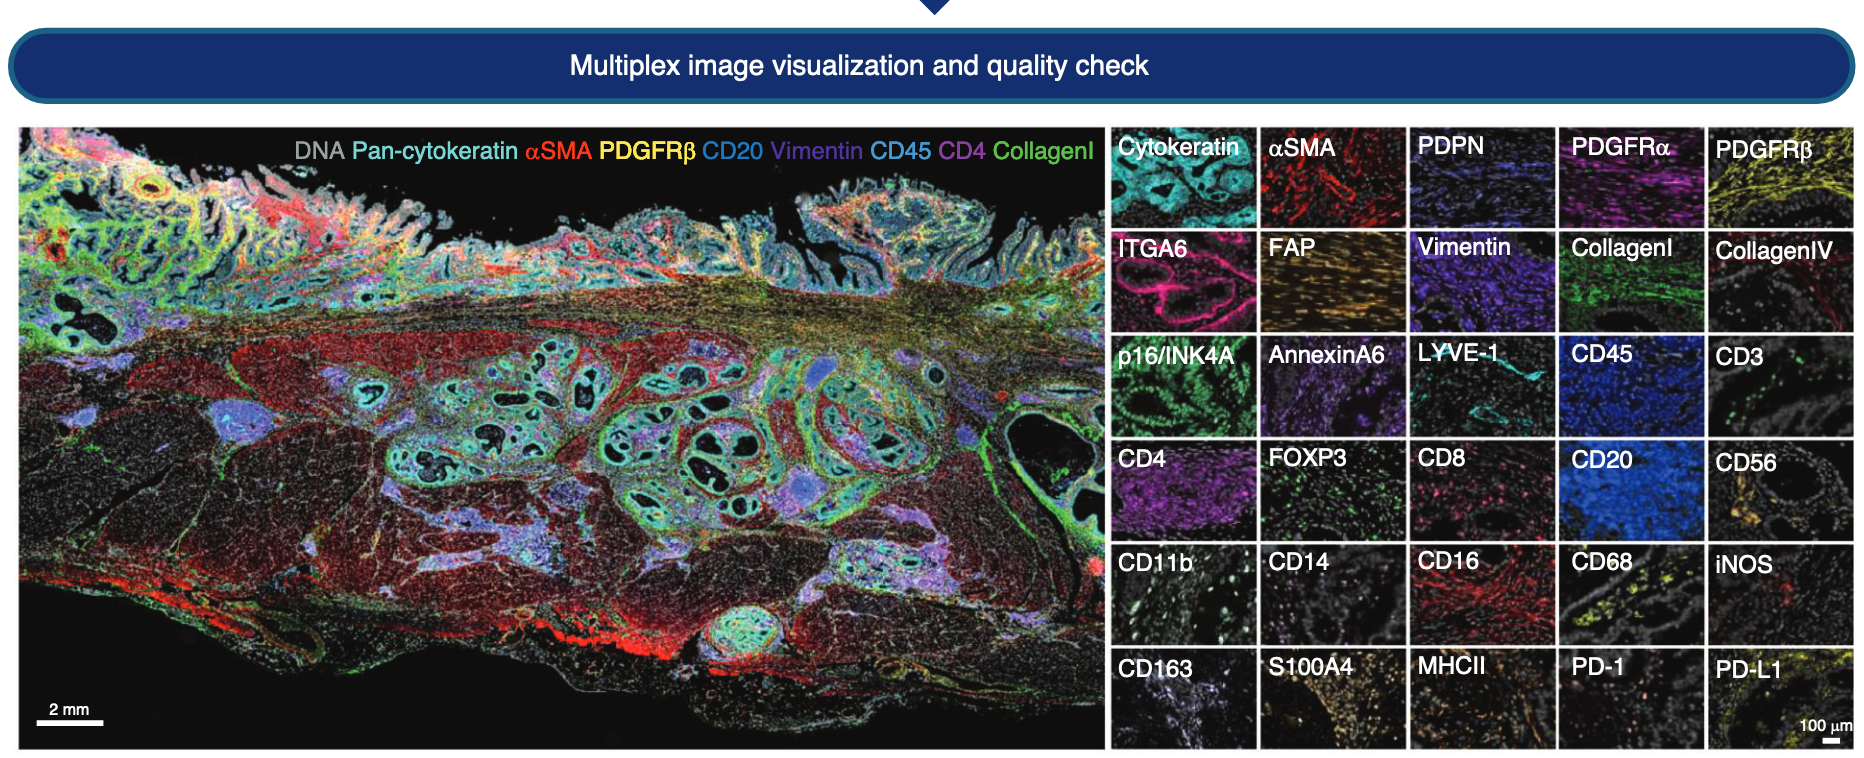 Multiplex image visualization and quality check
DNA Pan-cytokeratin αSMA PDGFRβ CD20 Vimentin CD45 CD4 CollagenI
2 mm
Cytokeratin αSMA PDPN PDGFRα PDGFRβ
ITGA6 FAP Vimentin CollagenI CollagenIV
p16/INK4A AnnexinA6 LYVE-1 CD45 CD3
CD4 FOXP3 CD8 CD20 CD56
CD11b CD14 CD16 CD68 iNOS
CD163 S100A4 MHCII PD-1 PD-L1
100 μm